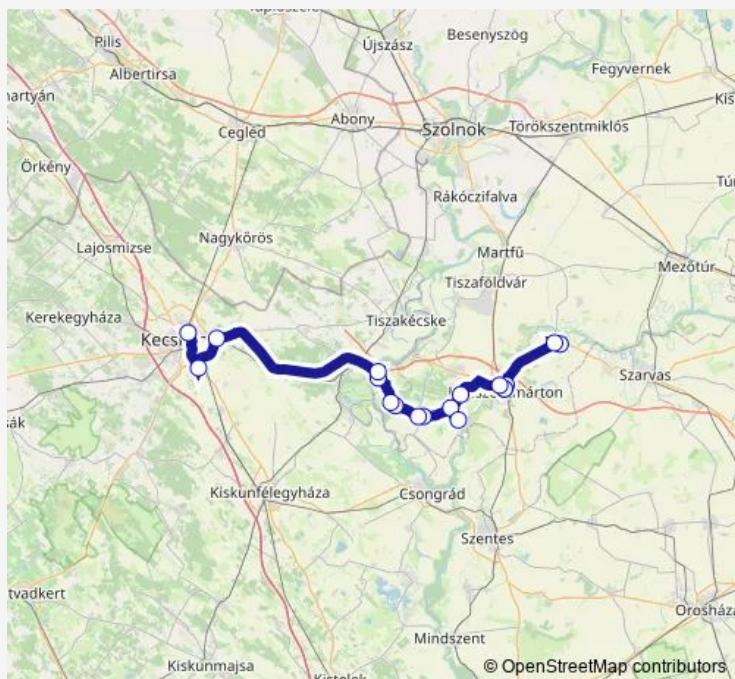 Pilis
Újszász
Besenyszög
Albertirsa
Fegyvernek
Abony
Cegléd
Szolnok
Törökszentmiklós
Örkény
Rákóczifalva
Nagykőrös
Lajosmizse
Martfű
Tiszaföldvár
Mezőtúr
Kerekegyháza
Tiszakécske
Szarvas
Kiskunfélegyháza
Csongrád
Szentes
Orosháza
Mindszent
Kiskunmajsa
© OpenStreetMap contributors